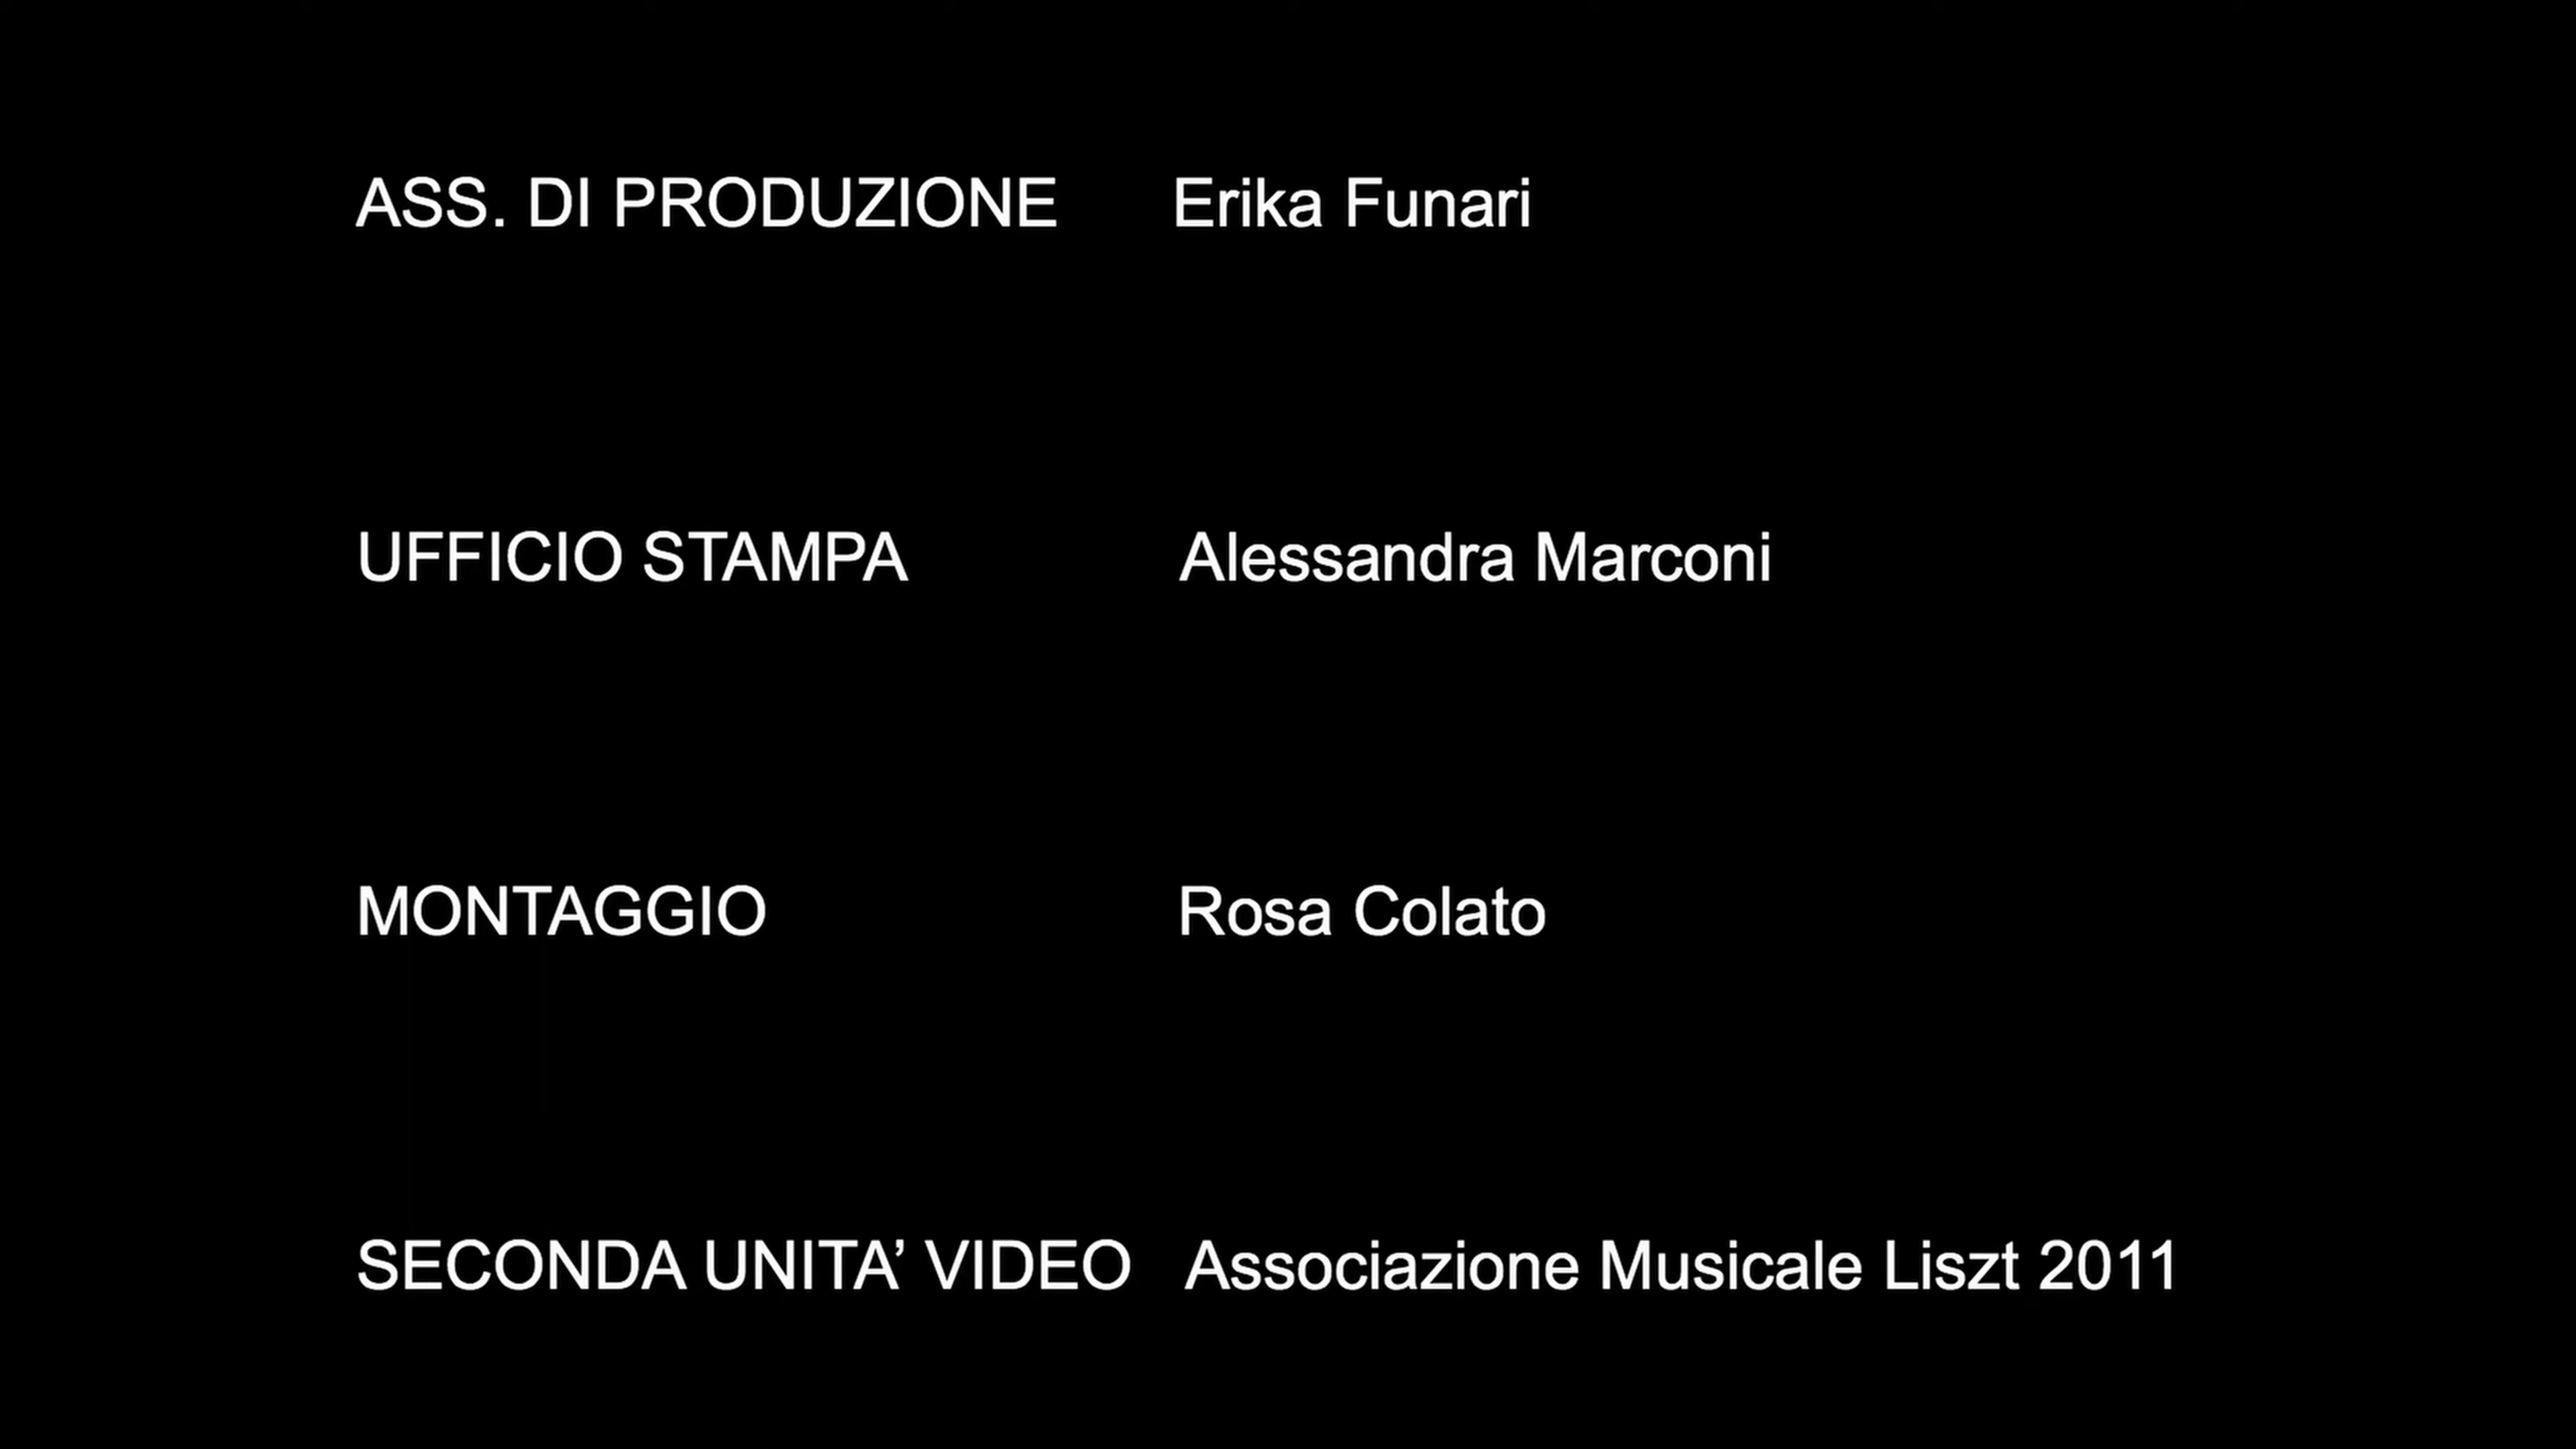 ASS. DI PRODUZIONE Erika Funari
UFFICIO STAMPA Alessandra Marconi
MONTAGGIO Rosa Colato
SECONDA UNITA’ VIDEO Associazione Musicale Liszt 2011